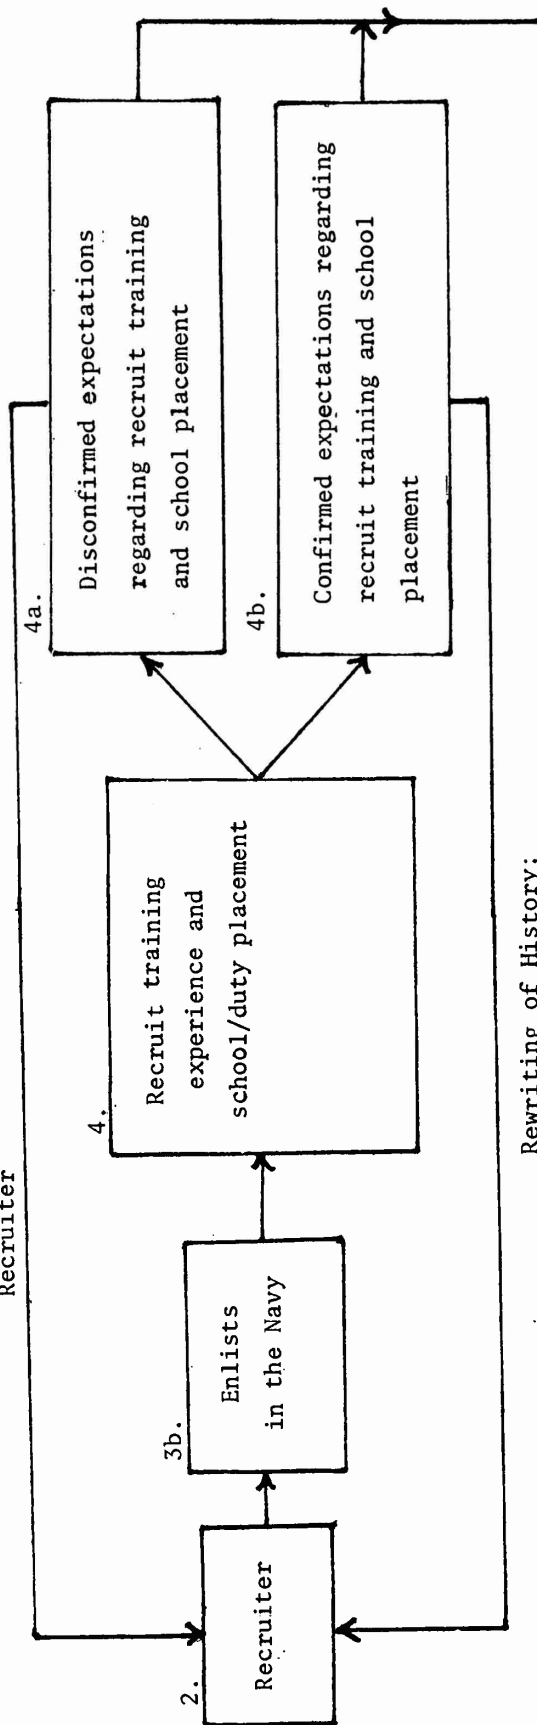 Recruiter
2.
Recruiter
3b.
Enlists
in the Navy
4.
Recruit training
experience and
school/duty placement
4a.
Disconfirmed expectations
regarding recruit training
and school placement
4b.
Confirmed expectations regarding
recruit training and school
placement
Rewriting of History: